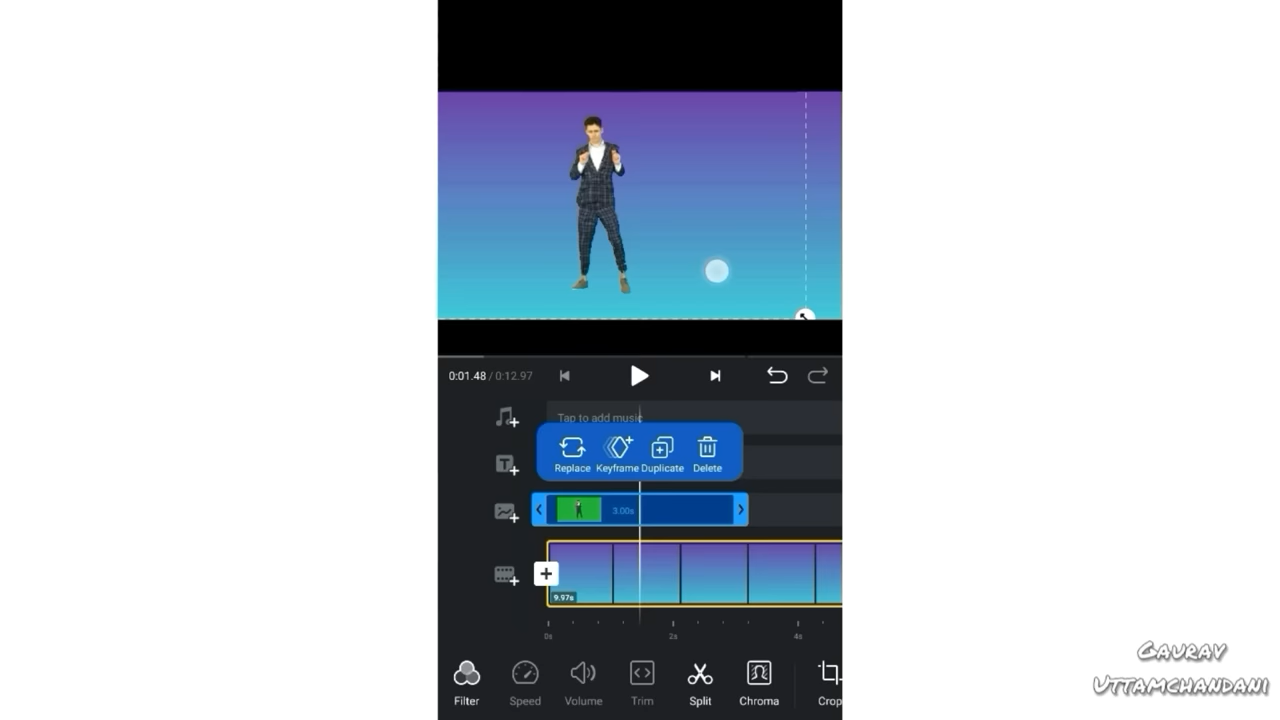 0:01.48 / 0:12.97
Tap to add music
Replace Keyframe Duplicate Delete
3.00s
9.97s
0s 2s 4s
Filter Speed Volume Trim Split Chroma Crop
Gaurav
Uttamchandani